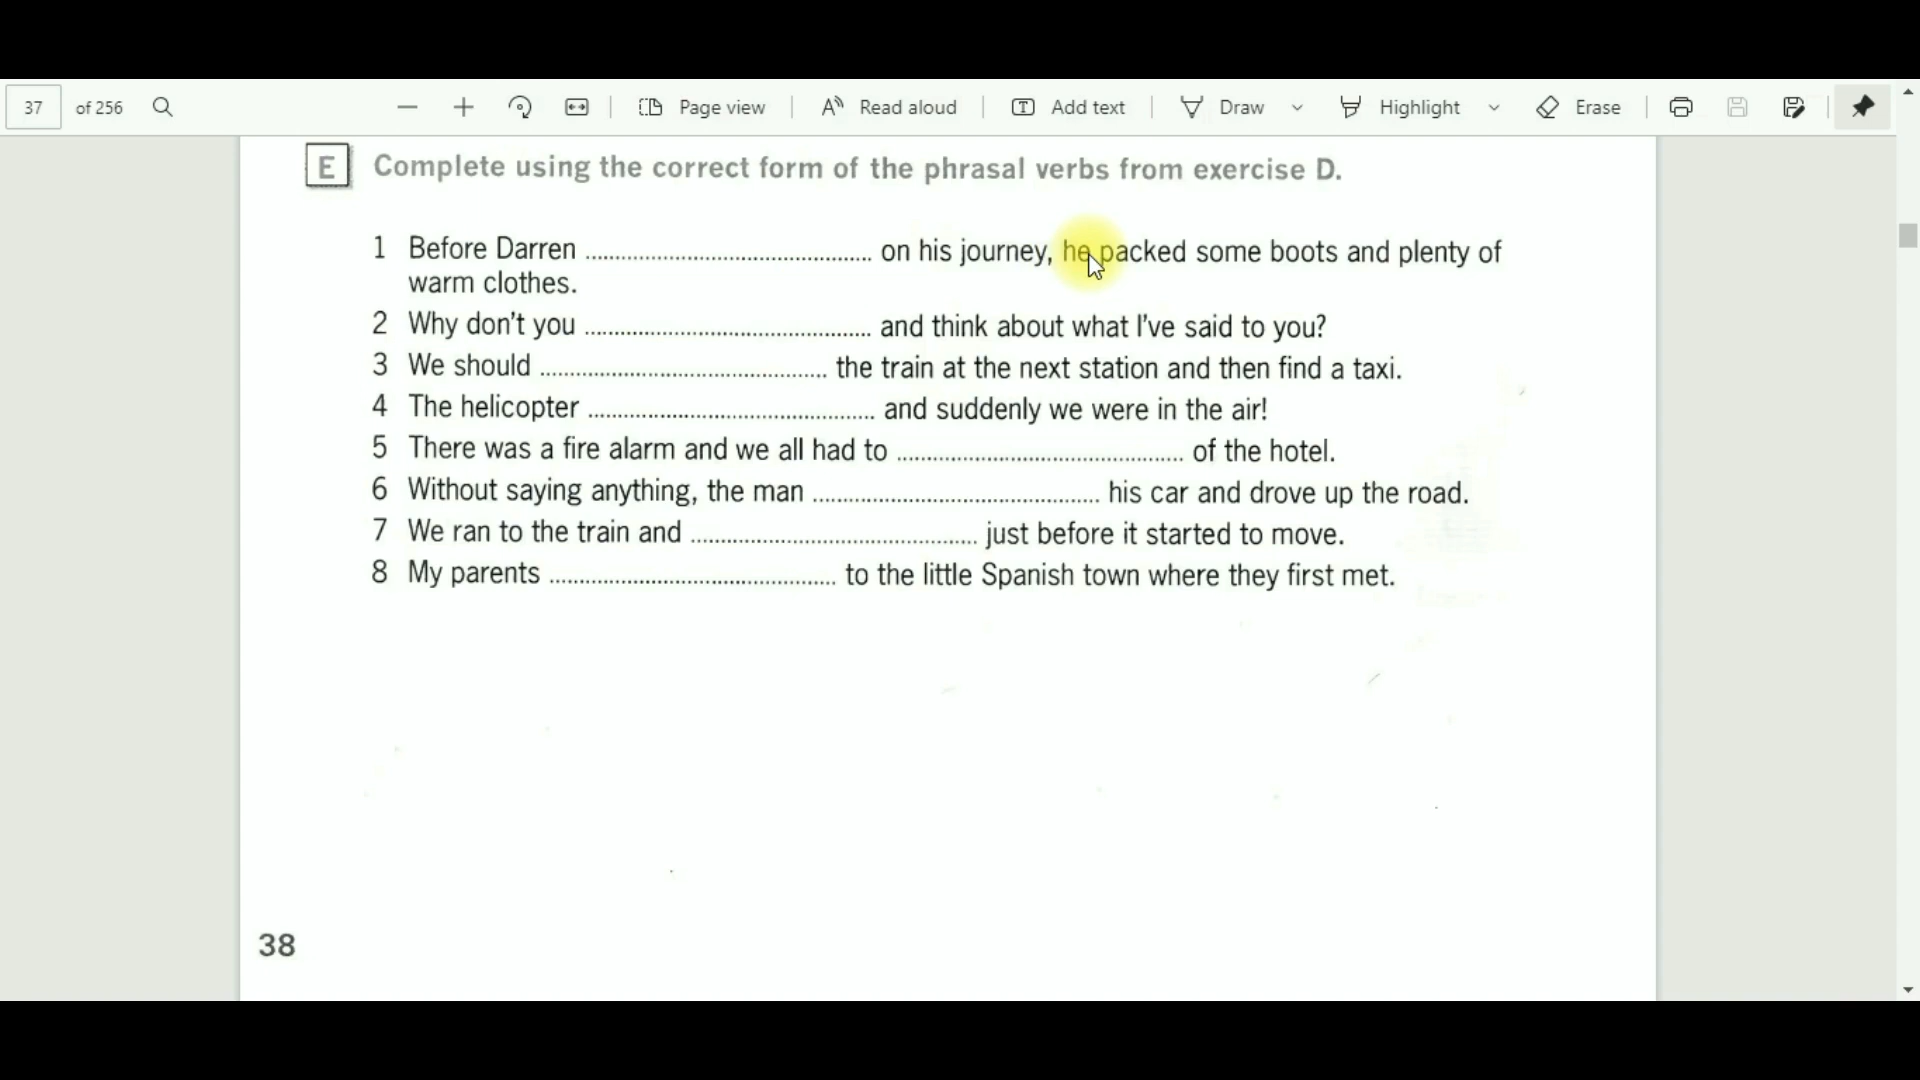 37 of 256 Page view Read aloud Add text Draw Highlight Erase
E Complete using the correct form of the phrasal verbs from exercise D.
1 Before Darren ................................................ on his journey, he packed some boots and plenty of
warm clothes.
2 Why don't you ................................................ and think about what I've said to you?
3 We should ................................................ the train at the next station and then find a taxi.
4 The helicopter ................................................ and suddenly we were in the air!
5 There was a fire alarm and we all had to ................................................ of the hotel.
6 Without saying anything, the man ................................................ his car and drove up the road.
7 We ran to the train and ................................................ just before it started to move.
8 My parents ................................................ to the little Spanish town where they first met.
38